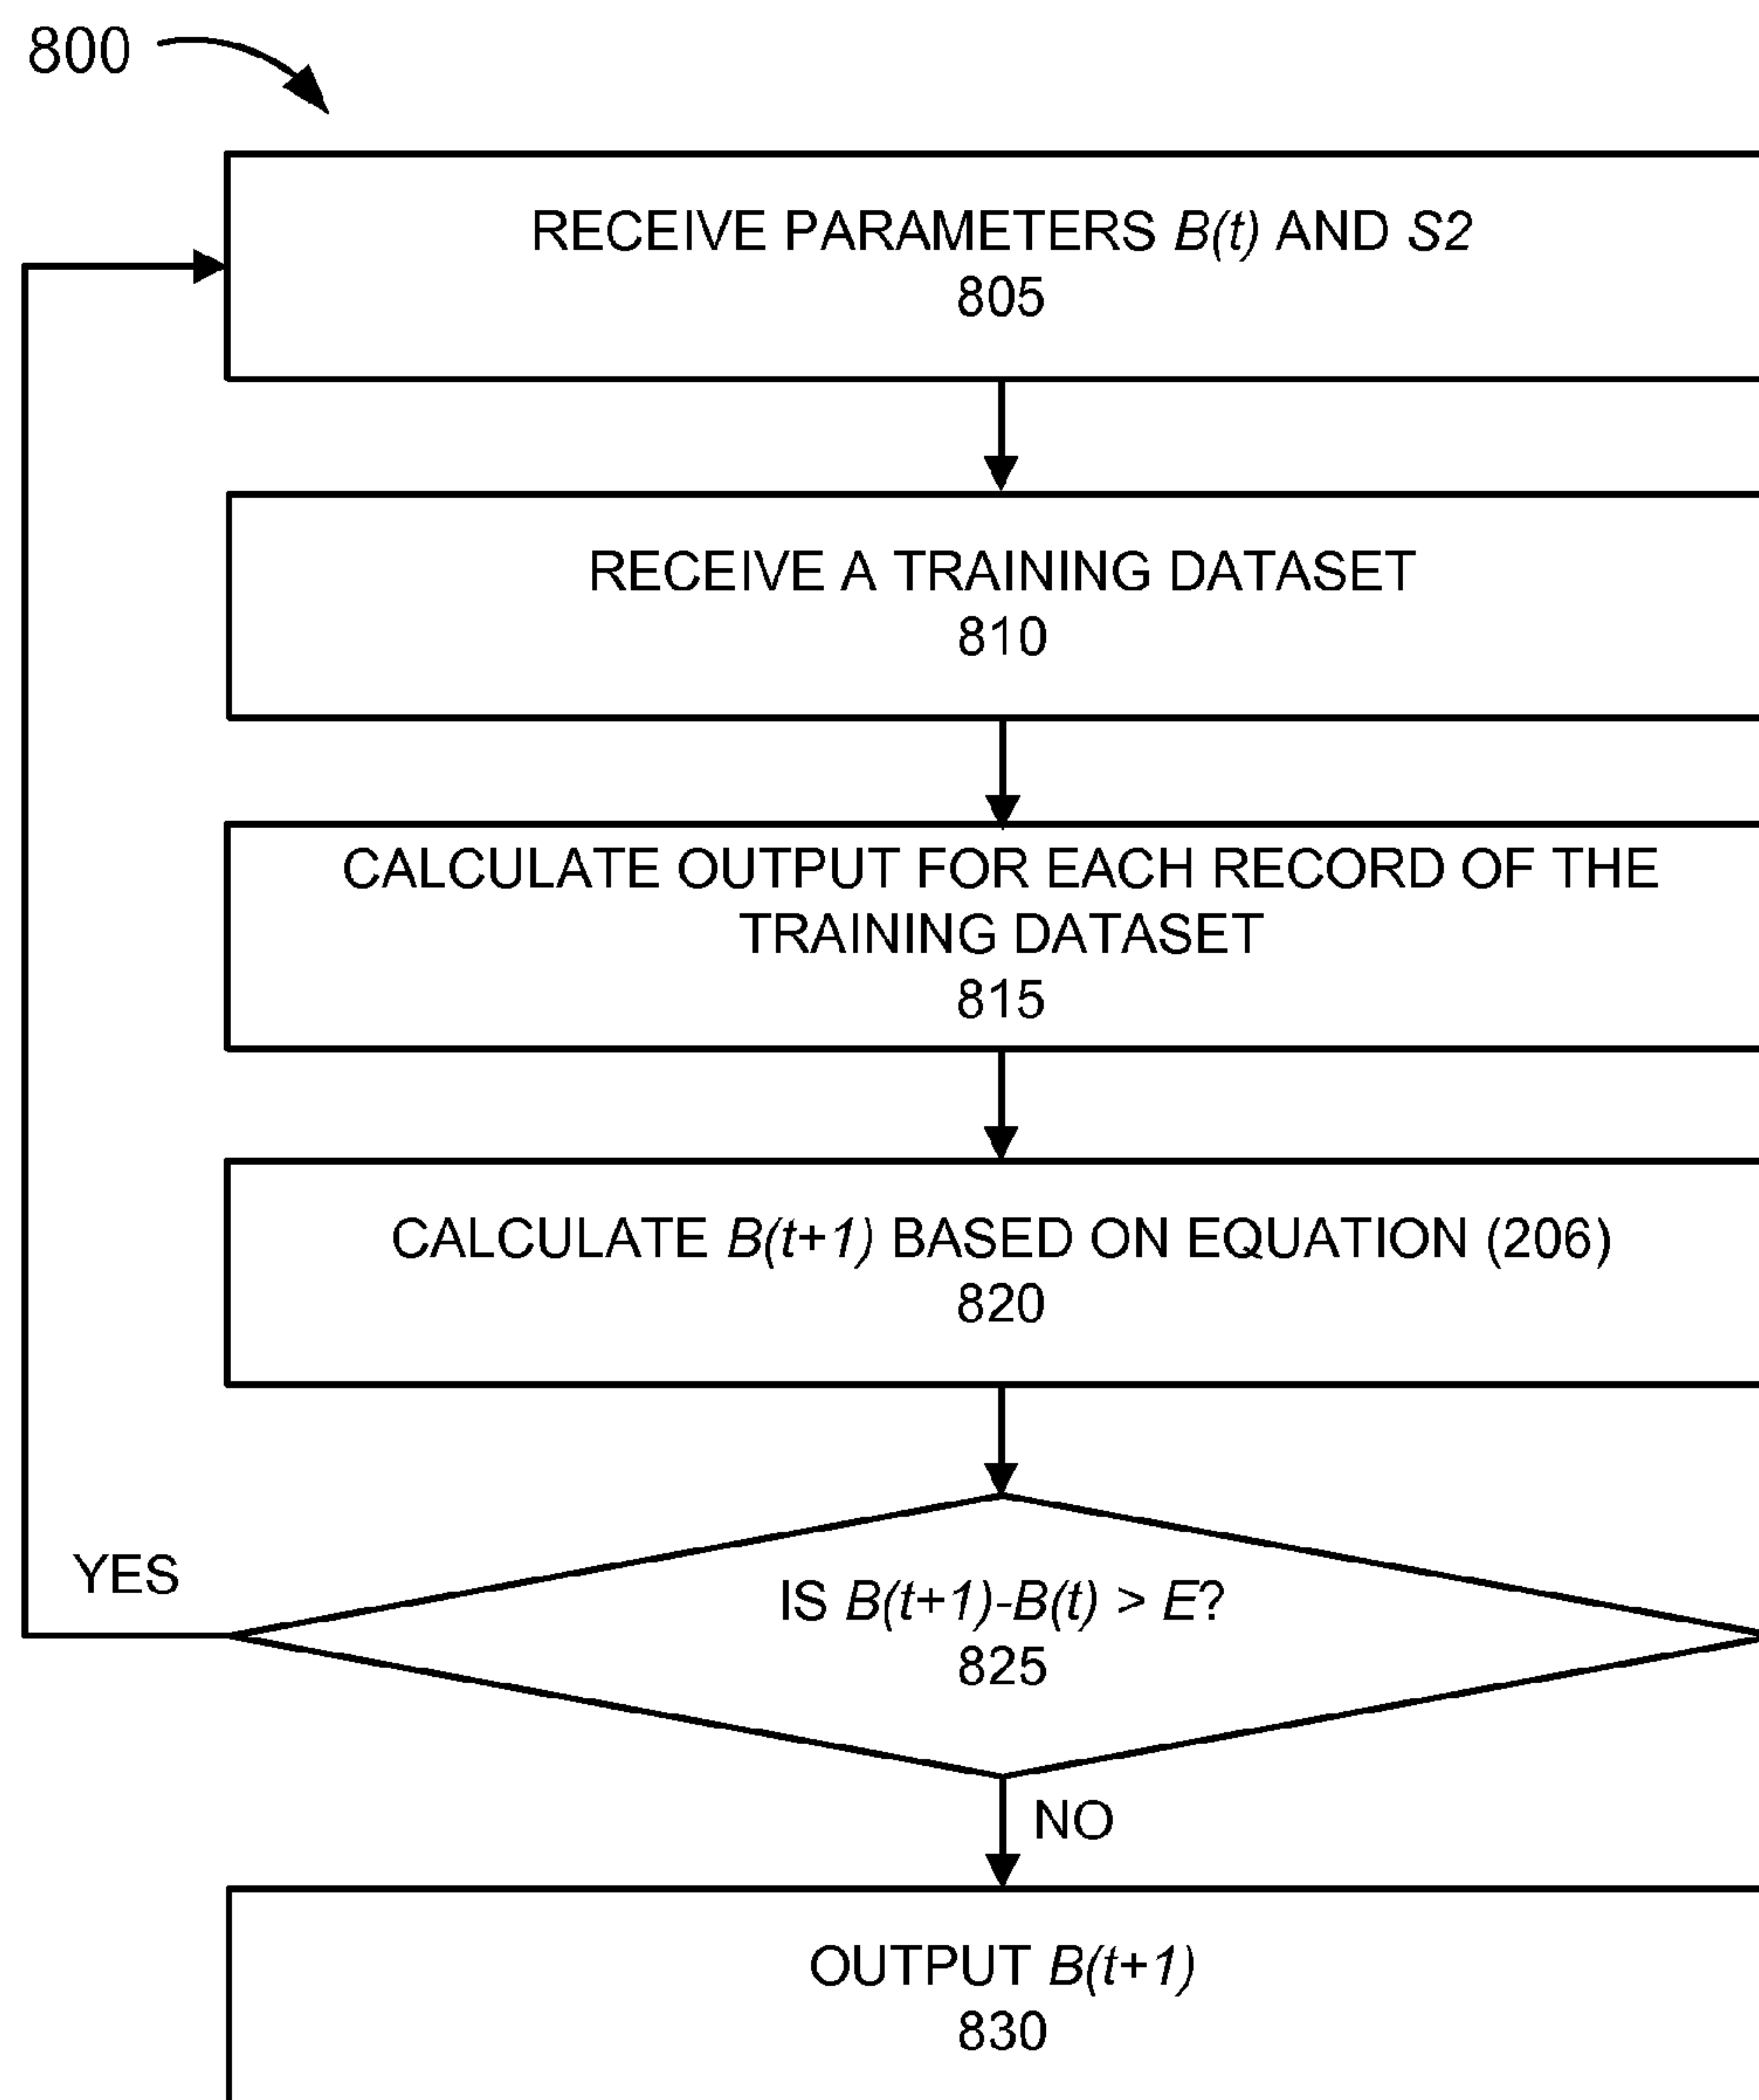 800
RECEIVE PARAMETERS B(t) AND S2
805
RECEIVE A TRAINING DATASET
810
CALCULATE OUTPUT FOR EACH RECORD OF THE
TRAINING DATASET
815
CALCULATE B(t+1) BASED ON EQUATION (206)
820
YES
IS B(t+1)-B(t) > E?
825
NO
OUTPUT B(t+1)
830